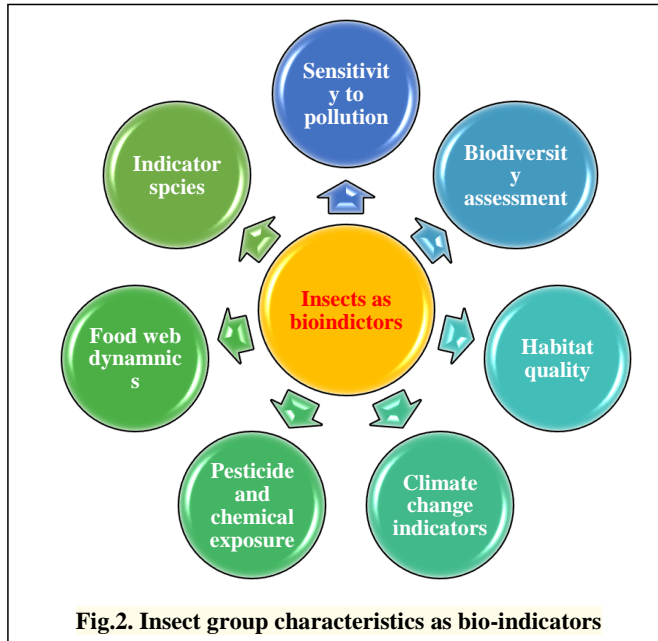 Sensitivit
y to
pollution
Biodiversit
y
assessment
Habitat
quality
Climate
change
indicators
Pesticide
and
chemical
exposure
Food web
dynamnic
s
Indicator
spcies
Insects as
bioindictors
Fig.2. Insect group characteristics as bio-indicators